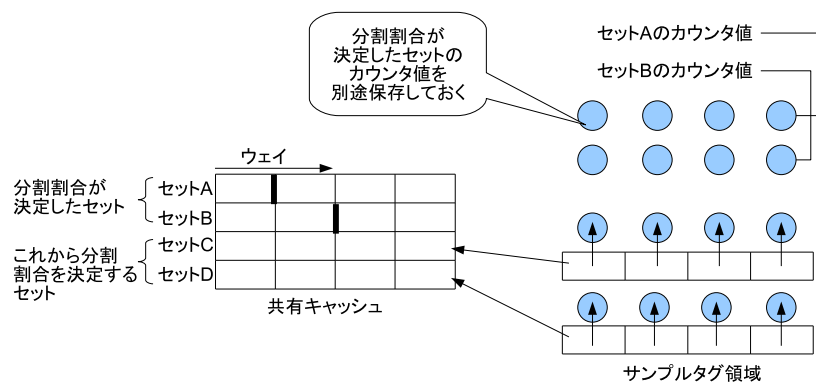 分割割合が
決定したセットの
カウンタ値を
別途保存しておく
セットAのカウンタ値
セットBのカウンタ値
ウェイ
分割割合が
決定したセット
セットA
セットB
これから分割
割合を決定する
セット
セットC
セットD
共有キャッシュ
サンプルタグ領域